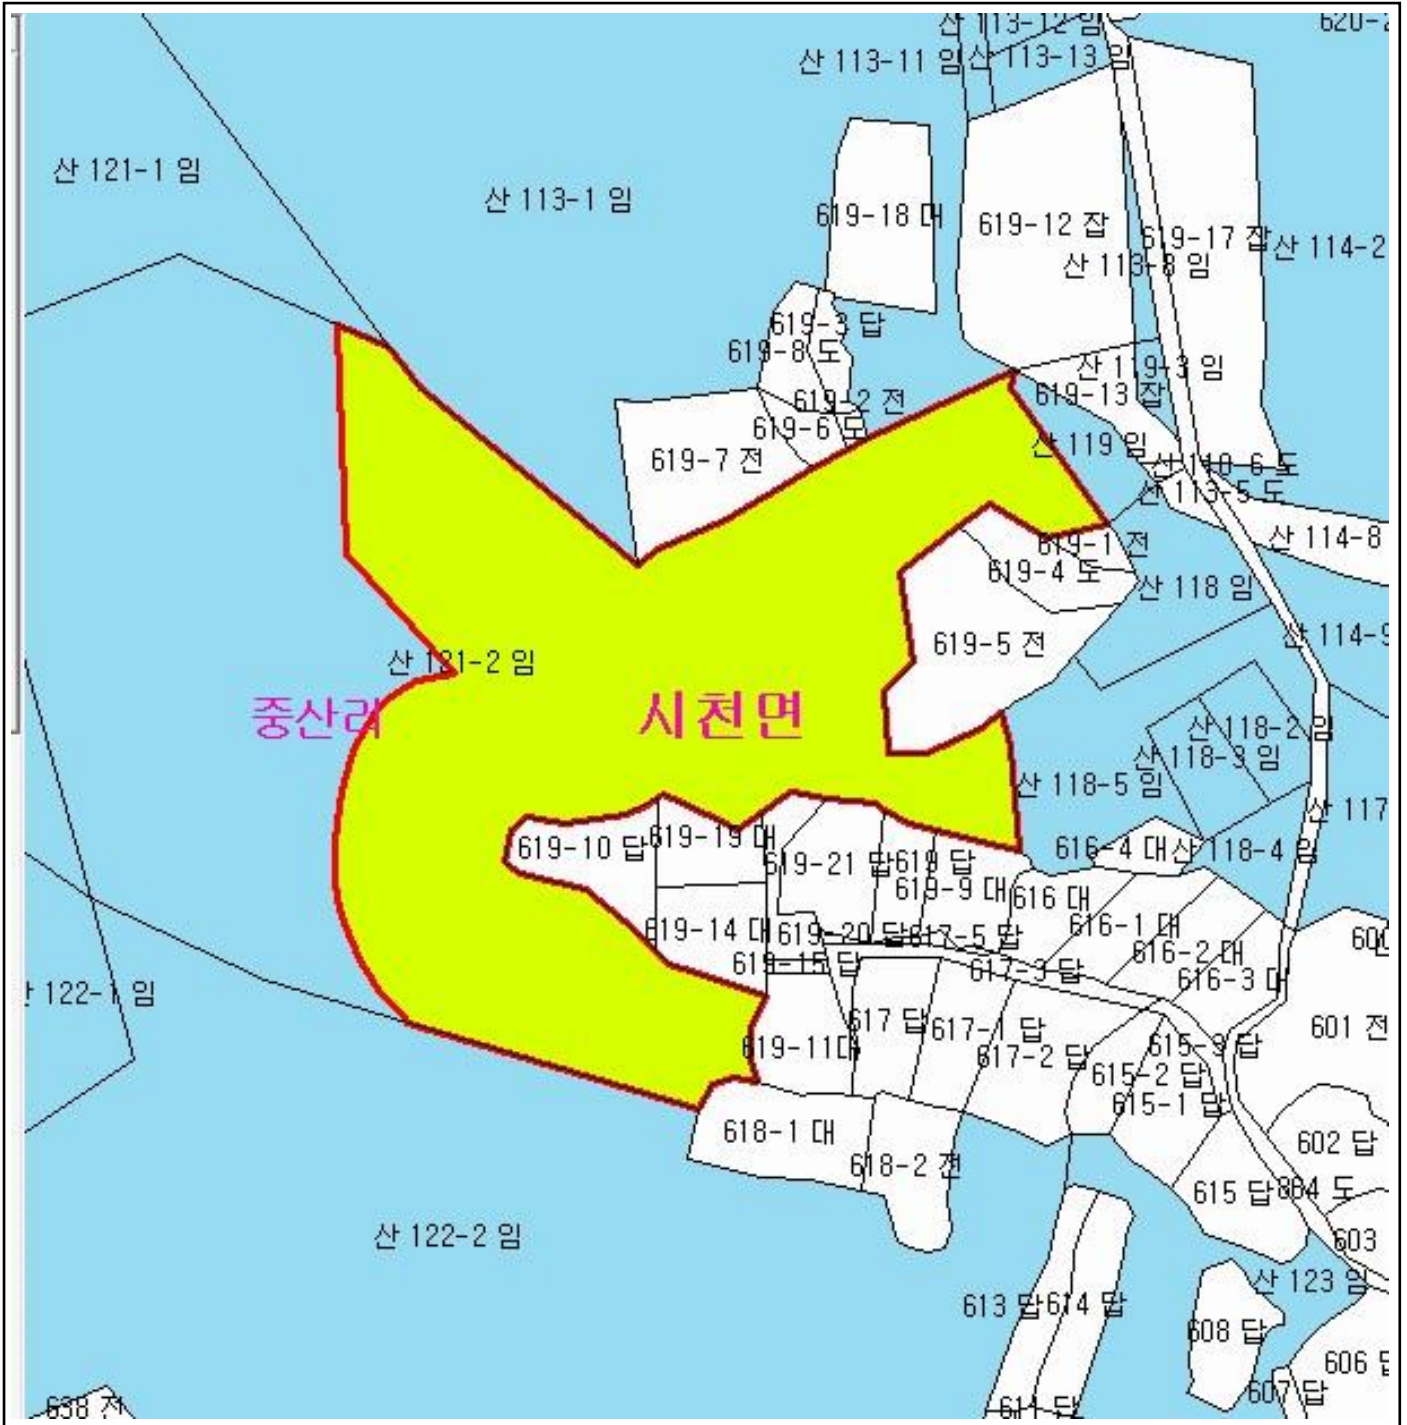 산 113-12 임
산 113-11 임
산 113-13 임
산 121-1 임
산 113-1 임
619-18 대
619-12 잡
619-17 잡
산 114-2
산 113-8 임
619-3 답
619-8 도
산 119-3 임
619-13 잡
619-2 전
619-6 도
619-7 전
산 119 임
산 113-5 도
산 114-8
619-1 전
619-4 도
산 118 임
619-5 전
산 114-9
산 121-2 임
중산리
시천면
산 118-2 임
산 118-3 임
산 118-5 임
산 117
619-10 답
619-19 대
619-21 답
619 답
616-4 대
산 118-4 임
619-9 대
616 대
616-1 대
619-14 대
619-20 답
617-5 답
616-2 대
619-15 답
617-3 답
616-3 대
122-1 임
617 답
617-1 답
601 전
619-11대
617-2 답
615-3 답
615-2 답
615-1 답
618-1 대
602 답
618-2 전
615 답
산 122-2 임
603
산 123 임
613 답
614 답
608 답
606 답
607 답
611 답
638 전